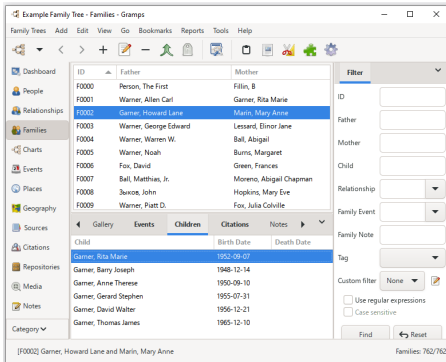 Example Family Tree - Families - Gramps
Family Trees Add Edit View Go Bookmarks Reports Tools Help
Dashboard
People
Relationships
Families
Charts
Events
Places
Geography
Sources
Citations
Repositories
Media
Notes
Category
ID Father Mother
F0000 Person, The First Fillin, B
F0001 Warner, Allen Carl Garner, Rita Marie
F0002 Garner, Howard Lane Marin, Mary Anne
F0003 Warner, George Edward Lessard, Elinor Jane
F0004 Warner, Warren W. Ball, Abigail
F0005 Warner, Noah Burns, Margaret
F0006 Fox, David Green, Frances
F0007 Ball, Matthias, Jr. Moreno, Abigail Chapman
F0008 Зыков, John Hopkins, Mary Eve
F0009 Warner, Piatt D. Fox, Julia Colville
Gallery Events Children Citations Notes
Child Birth Date Death Date
Garner, Rita Marie 1952-09-07
Garner, Barry Joseph 1948-12-14
Garner, Anne Therese 1950-09-10
Garner, Gerard Stephen 1955-07-31
Garner, David Walter 1956-12-21
Garner, Thomas James 1965-12-10
Filter
ID
Father
Mother
Child
Relationship
Family Event
Family Note
Tag
Custom filter None
Use regular expressions
Case sensitive
Find Reset
[F0002] Garner, Howard Lane and Marin, Mary Anne
Families: 762/762